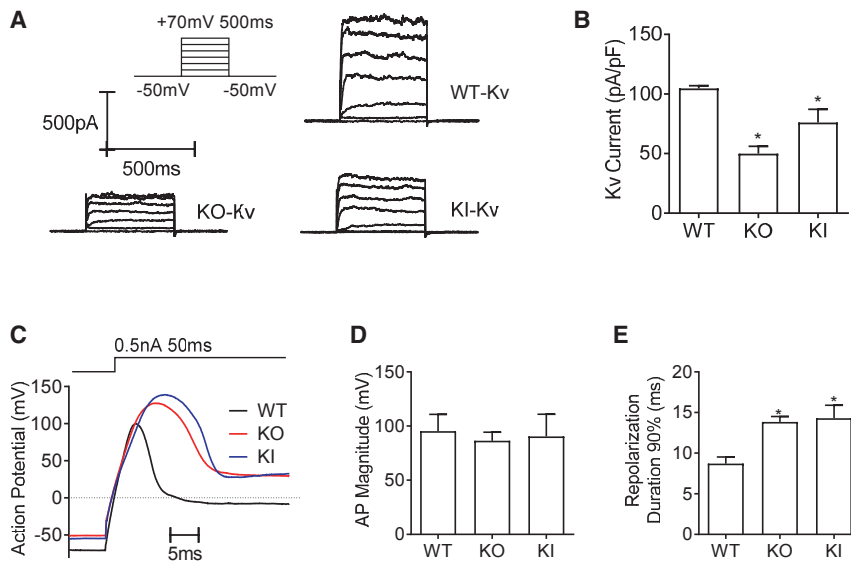 A
+70mV 500ms
-50mV
-50mV
500pA
500ms
WT-Kv
KO-Kv
KI-Kv
B
Kv Current (pA/pF)
150
100
50
0
*
*
WT
KO
KI
C
0.5nA 50ms
Action Potential (mV)
150
100
50
0
-50
WT
KO
KI
5ms
D
AP Magnitude (mV)
150
100
50
0
WT
KO
KI
E
Repolarization
Duration 90% (ms)
20
15
10
5
0
*
*
WT
KO
KI